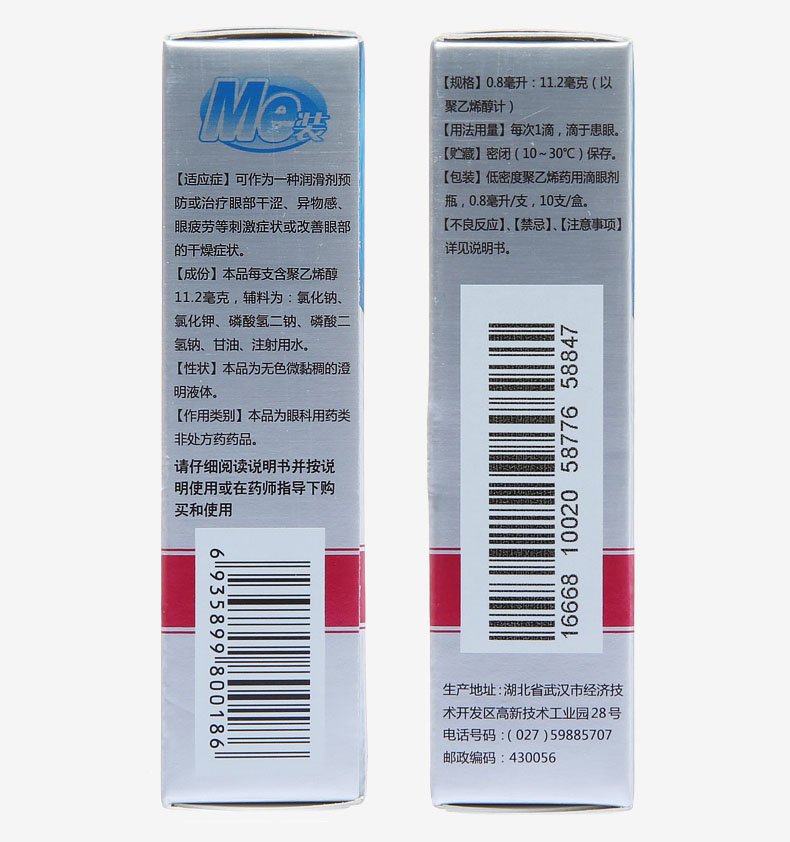 Me装
【适应症】可作为一种润滑剂预
防或治疗眼部干涩、异物感、
眼疲劳等刺激症状或改善眼部
的干燥症状。
【成份】本品每支含聚乙烯醇
11.2毫克，辅料为：氯化钠、
氯化钾、磷酸氢二钠、磷酸二
氢钠、甘油、注射用水。
【性状】本品为无色微黏稠的澄
明液体。
【作用类别】本品为眼科用药类
非处方药药品。
请仔细阅读说明书并按说
明使用或在药师指导下购
买和使用
6 935899 800186
【规格】0.8毫升：11.2毫克（以
聚乙烯醇计）
【用法用量】每次1滴，滴于患眼。
【贮藏】密闭（10～30℃）保存。
【包装】低密度聚乙烯药用滴眼剂
瓶，0.8毫升/支，10支/盒。
【不良反应】、【禁忌】、【注意事项】
详见说明书。
16668 10020 58776 58847
生产地址：湖北省武汉市经济技
术开发区高新技术工业园28号
电话号码：（027）59885707
邮政编码：430056